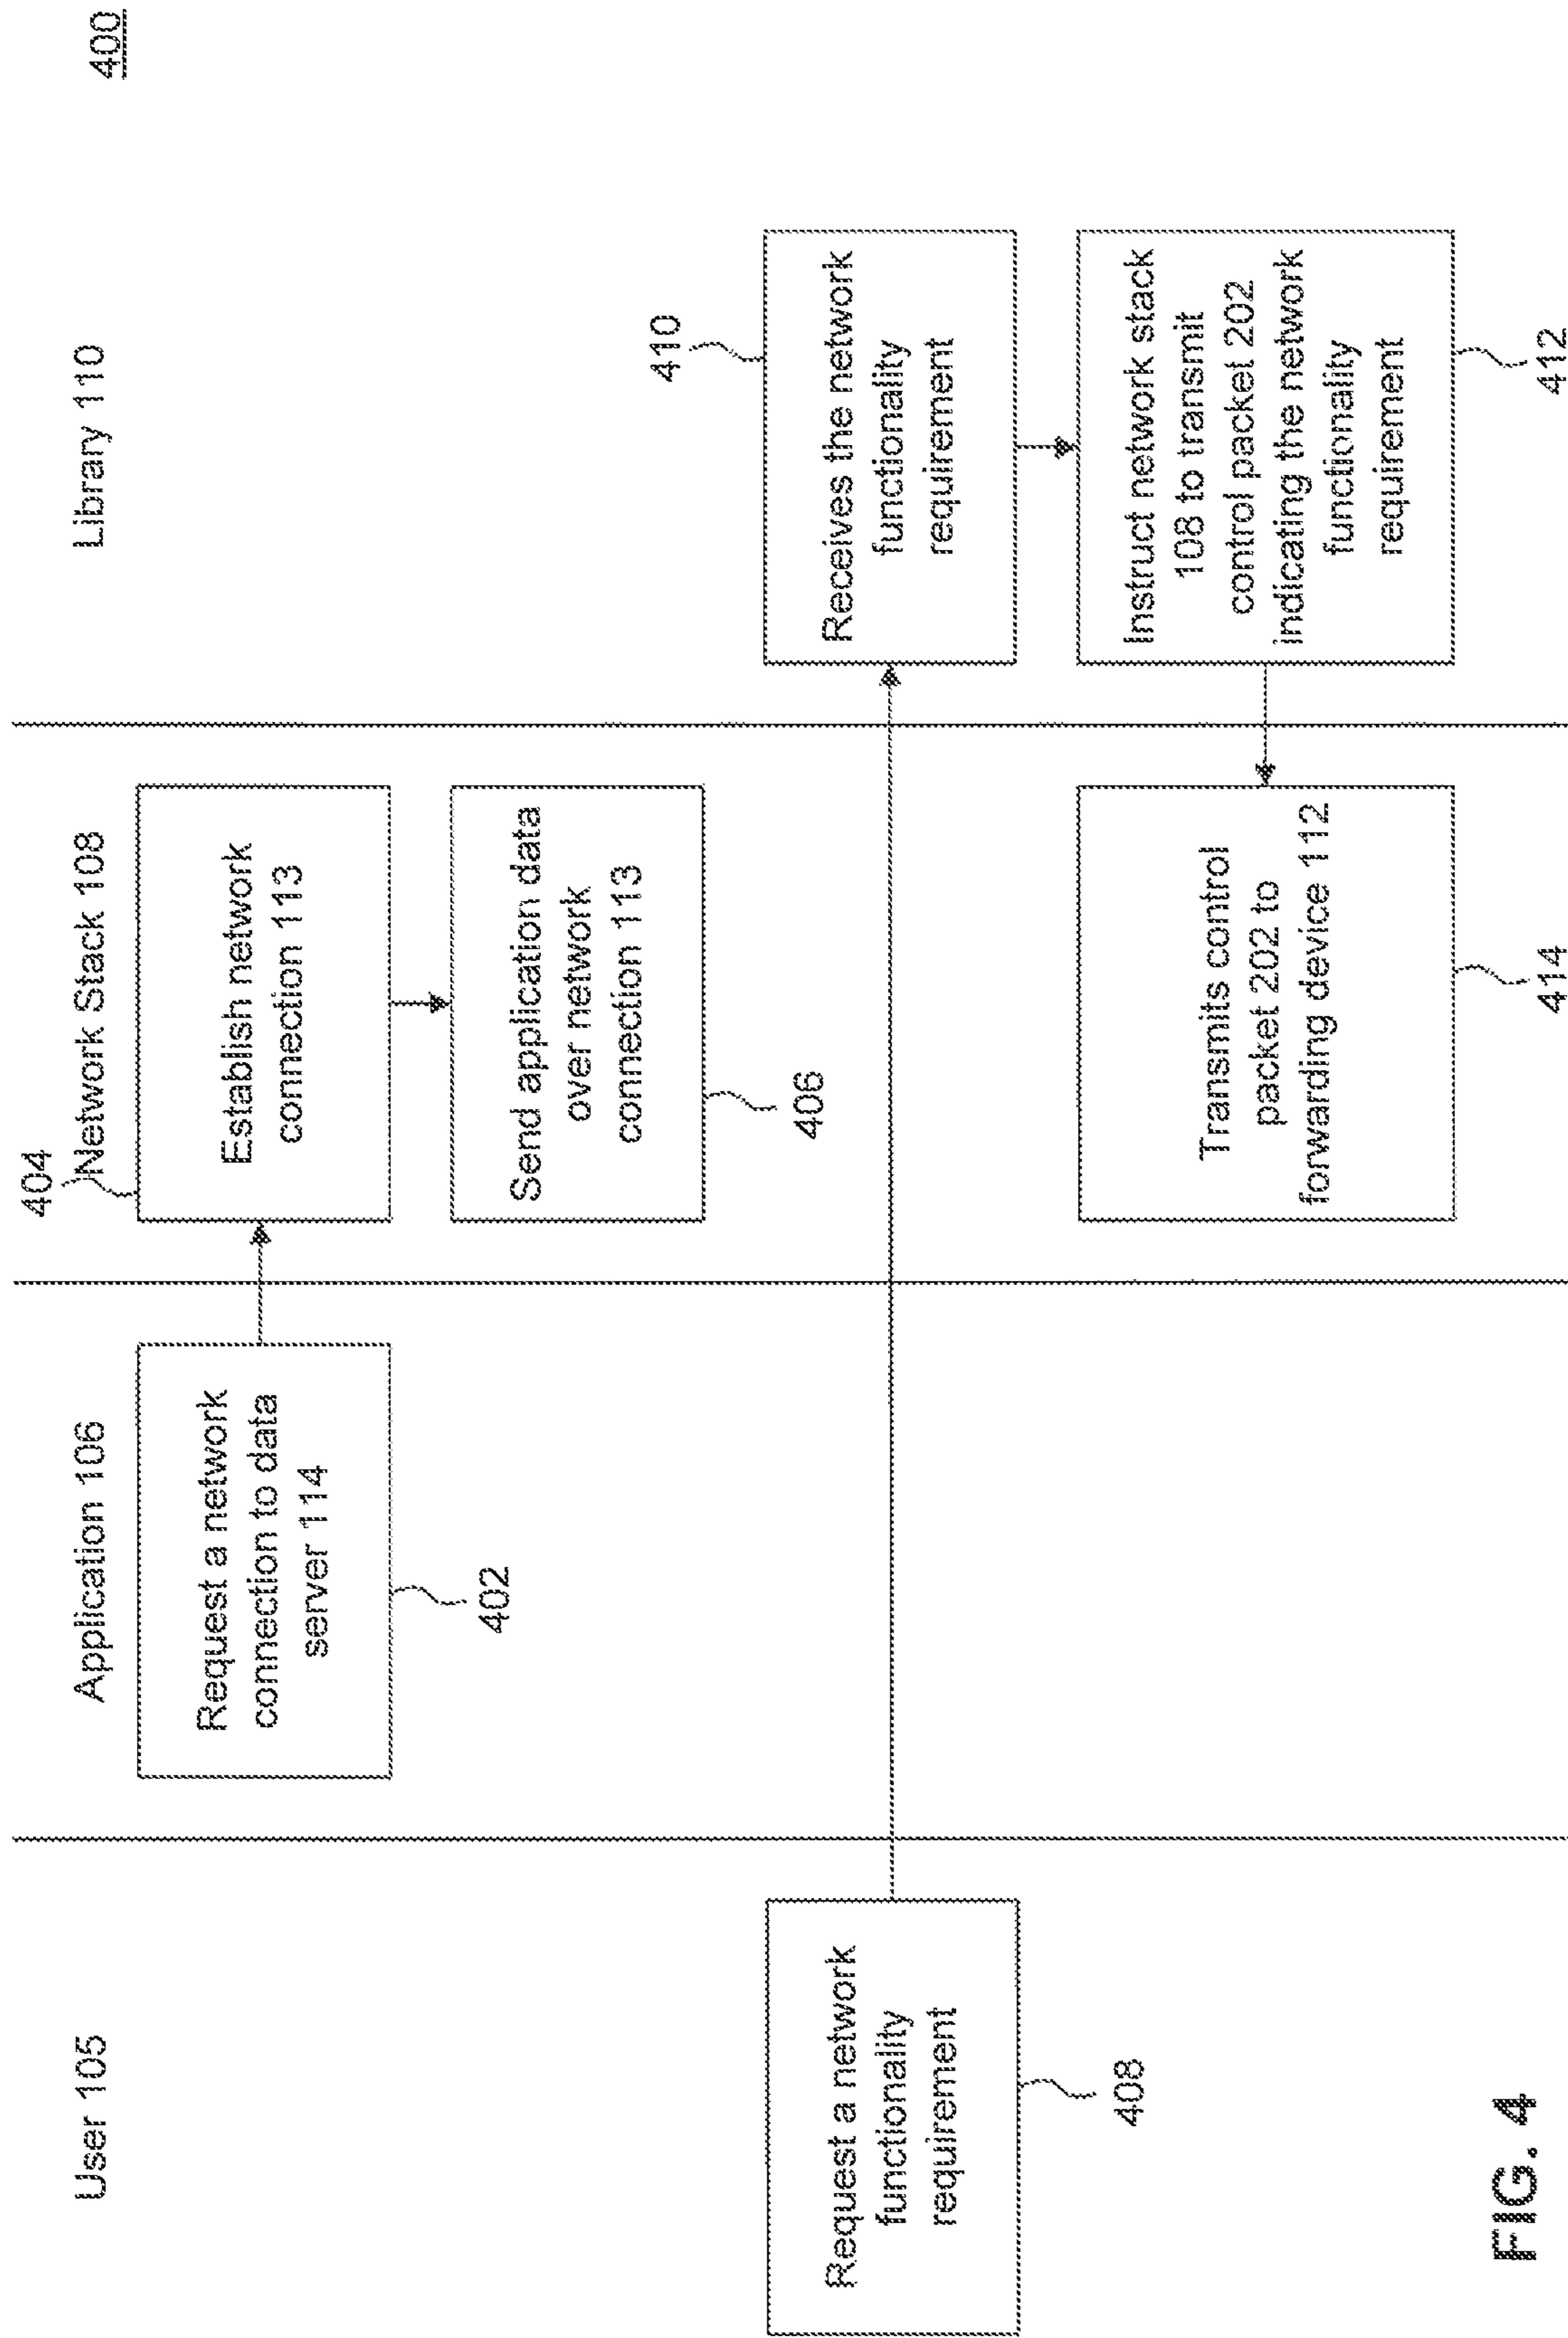 400
User 105
Application 106
Network Stack 108
Library 110
404
Request a network
connection to data
server 114
402
Establish network
connection 113
Send application data
over network
connection 113
406
Request a network
functionality
requirement
408
410
Receives the network
functionality
requirement
Instruct network stack
108 to transmit
control packet 202
indicating the network
functionality
requirement
412
Transmits control
packet 202 to
forwarding device 112
414
FIG. 4